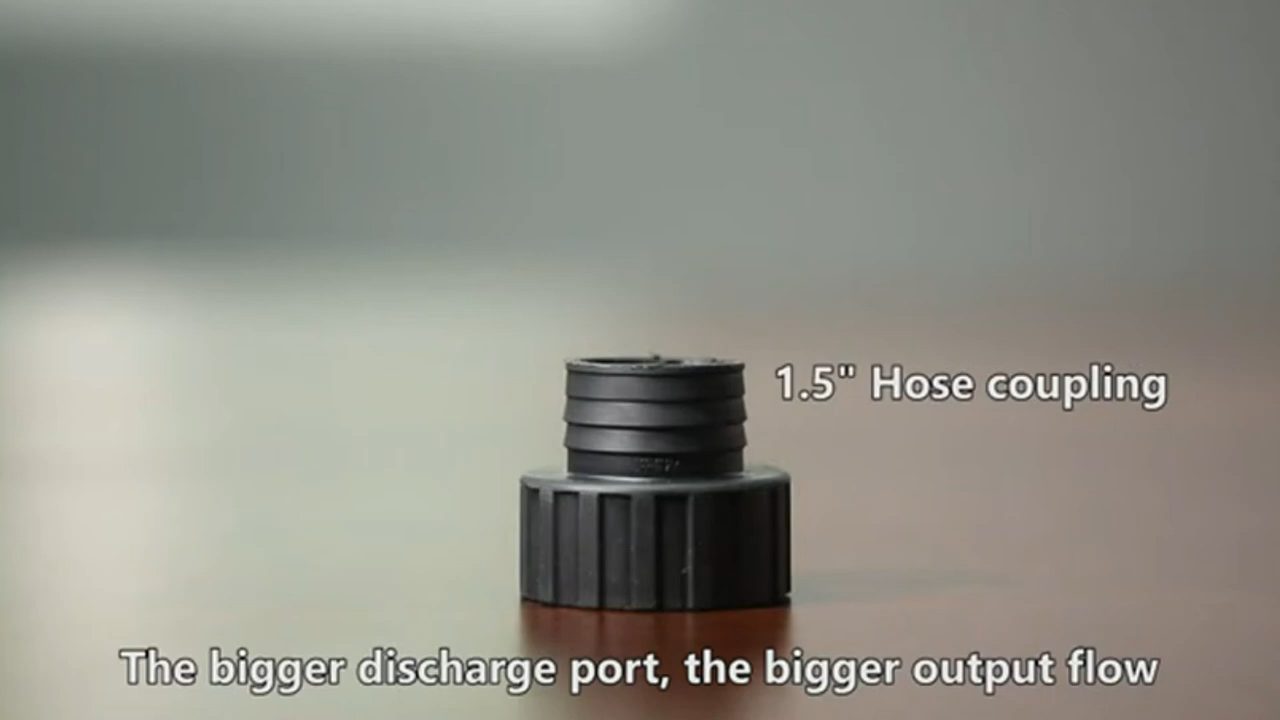 1.5" Hose coupling
The bigger discharge port, the bigger output flow